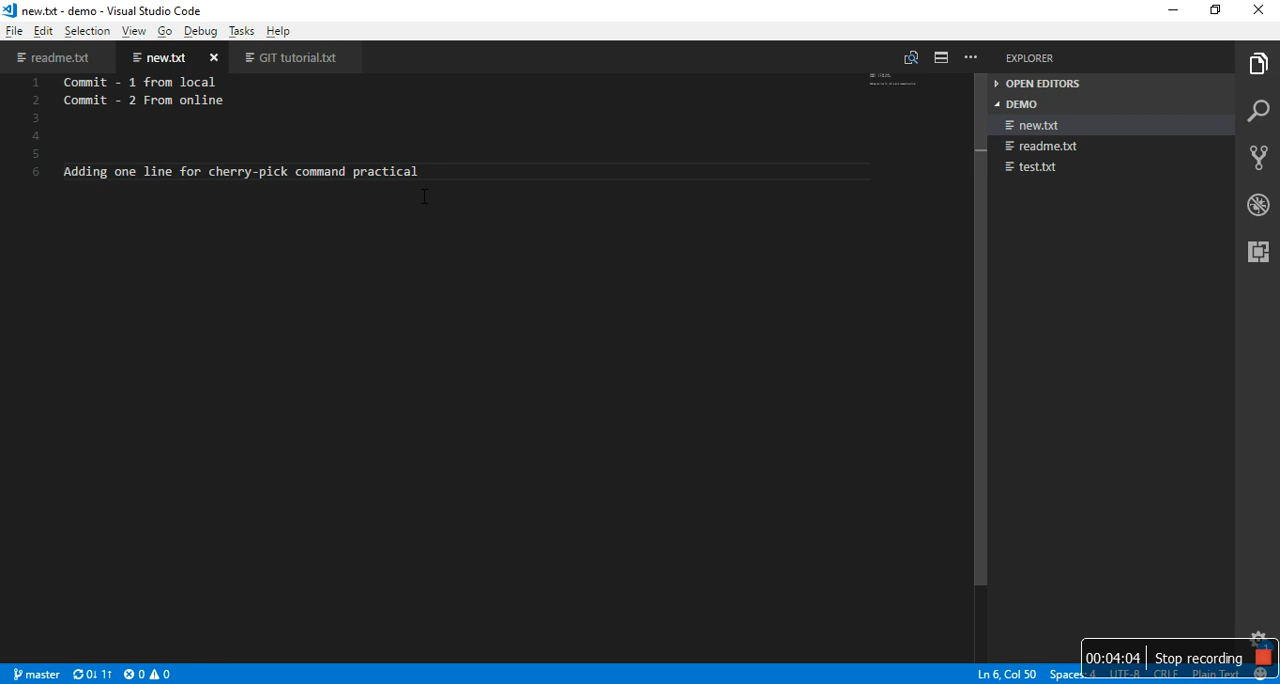 new.txt - demo - Visual Studio Code
File Edit Selection View Go Debug Tasks Help
readme.txt new.txt GIT tutorial.txt
1 Commit - 1 from local
2 Commit - 2 From online
3
4
5
6 Adding one line for cherry-pick command practical
EXPLORER
OPEN EDITORS
DEMO
new.txt
readme.txt
test.txt
00:04:04 Stop recording
master 0↓ 1↑ 0 0 Ln 6, Col 50 Spaces: 4 UTF-8 CRLF Plain Text